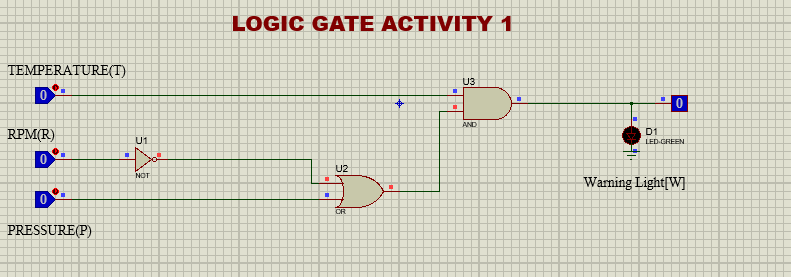 LOGIC GATE ACTIVITY 1
TEMPERATURE(T)
0
U3
AND
0
RPM(R)
0
U1
NOT
D1
LED-GREEN
U2
OR
0
Warning Light[W]
PRESSURE(P)